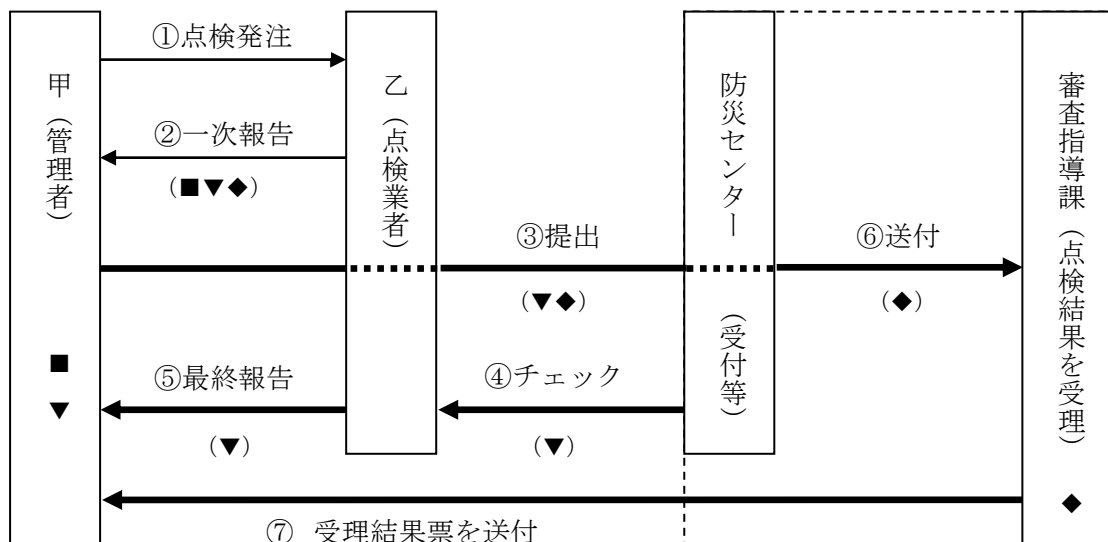 ①点検発注
甲（管理者）
乙（点検業者）
防災センター（受付等）
審査指導課（点検結果を受理）
②一次報告
（■▼◆）
③提出
（▼◆）
⑥送付
（◆）
■
▼
⑤最終報告
（▼）
④チェック
（▼）
◆
⑦ 受理結果票を送付